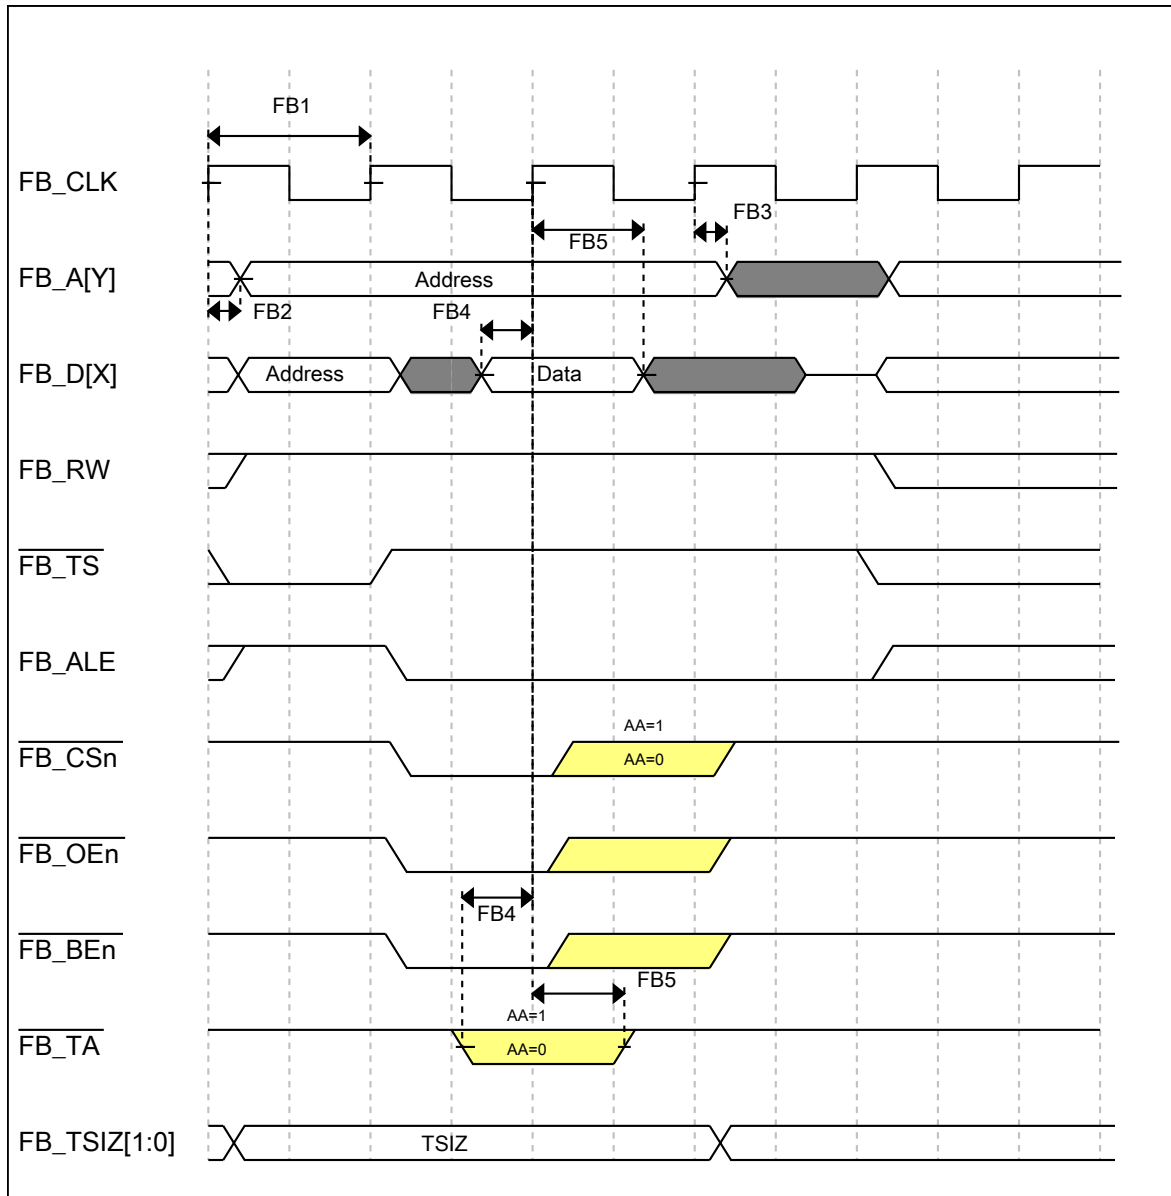 FB1
FB_CLK
FB3
FB5
FB_A[Y]
Address
FB2
FB4
FB_D[X]
Address
Data
FB_RW
FB_TS
FB_ALE
AA=1
FB_CSn
AA=0
FB_OEn
FB4
FB_BEn
FB5
AA=1
FB_TA
AA=0
FB_TSIZ[1:0]
TSIZ